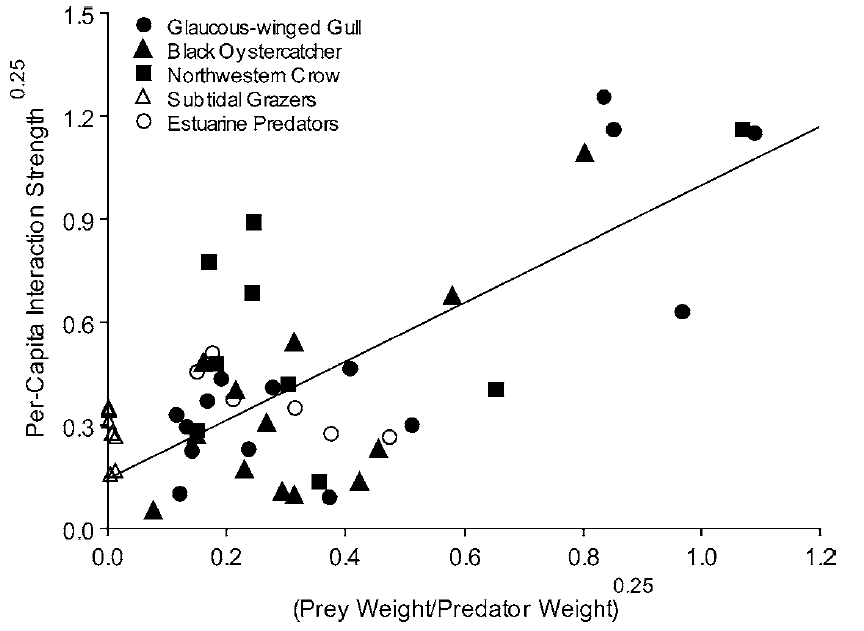 Glaucous-winged Gull
Black Oystercatcher
Northwestern Crow
Subtidal Grazers
Estuarine Predators
Per-Capita Interaction Strength 0.25
1.5
1.2
0.9
0.6
0.3
0.0
0.0 0.2 0.4 0.6 0.8 1.0 1.2
(Prey Weight/Predator Weight) 0.25